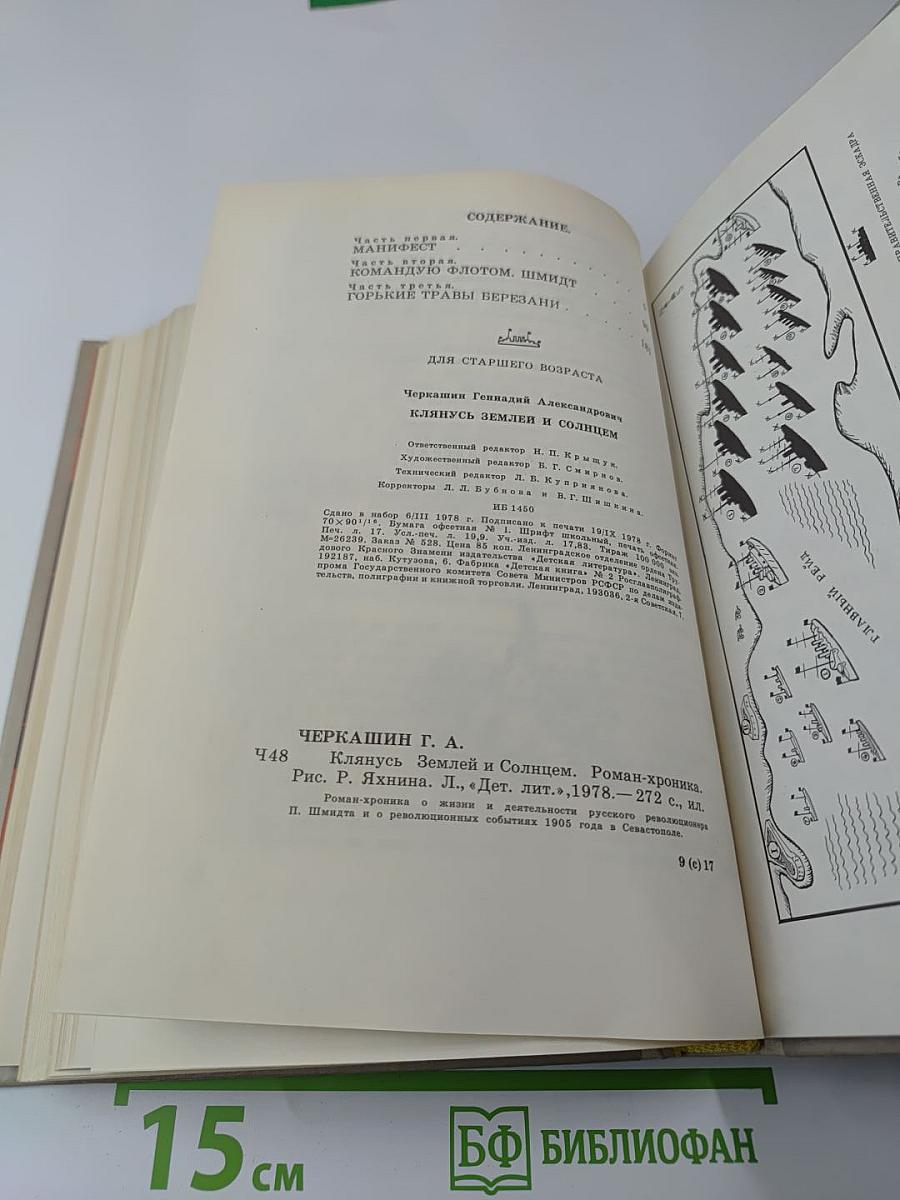 СОДЕРЖАНИЕ.
Часть первая.
МАНИФЕСТ . . . . . . . .
Часть вторая.
КОМАНДУЮ ФЛОТОМ. ШМИДТ . . .
Часть третья.
ГОРЬКИЕ ТРАВЫ БЕРЕЗАНИ . . . . .
ДЛЯ СТАРШЕГО ВОЗРАСТА
Черкашин Геннадий Александрович
КЛЯНУСЬ ЗЕМЛЕЙ И СОЛНЦЕМ
Ответственный редактор Н. П. Крыщук.
Художественный редактор Б. Г. Смирнов.
Технический редактор Л. Б. Куприянова.
Корректоры Л. Л. Бубнова и В. Г. Шишкина.
ИБ 1450
Сдано в набор 6/III 1978 г. Подписано к печати 19/IX 1978 г. Формат
70×90 1/16. Бумага офсетная № 1. Шрифт школьный, печать офсетная.
Печ. л. 17. Усл.-печ. л. 19,9. Уч.-изд. л. 17,83. Тираж 100 000 экз.
М-26239. Заказ № 528. Цена 85 коп. Ленинградское отделение ордена Тру-
дового Красного Знамени издательства «Детская литература». Ленинград,
192187, наб. Кутузова, 6. Фабрика «Детская книга» № 2 Росглавполиграф-
прома Государственного комитета Совета Министров РСФСР по делам изда-
тельств, полиграфии и книжной торговли. Ленинград, 193036, 2-я Советская, 7.
ЧЕРКАШИН Г. А.
Ч48 Клянусь Землей и Солнцем. Роман-хроника.
Рис. Р. Яхнина. Л., «Дет. лит.», 1978.— 272 с., ил.
Роман-хроника о жизни и деятельности русского революционера
П. Шмидта и о революционных событиях 1905 года в Севастополе.
9 (с) 17
ПРАВИТЕЛЬСТВЕННАЯ ЭСКАДРА
ГЛАВНЫЙ РЕЙД
15 см
БФ БИБЛИОФАН